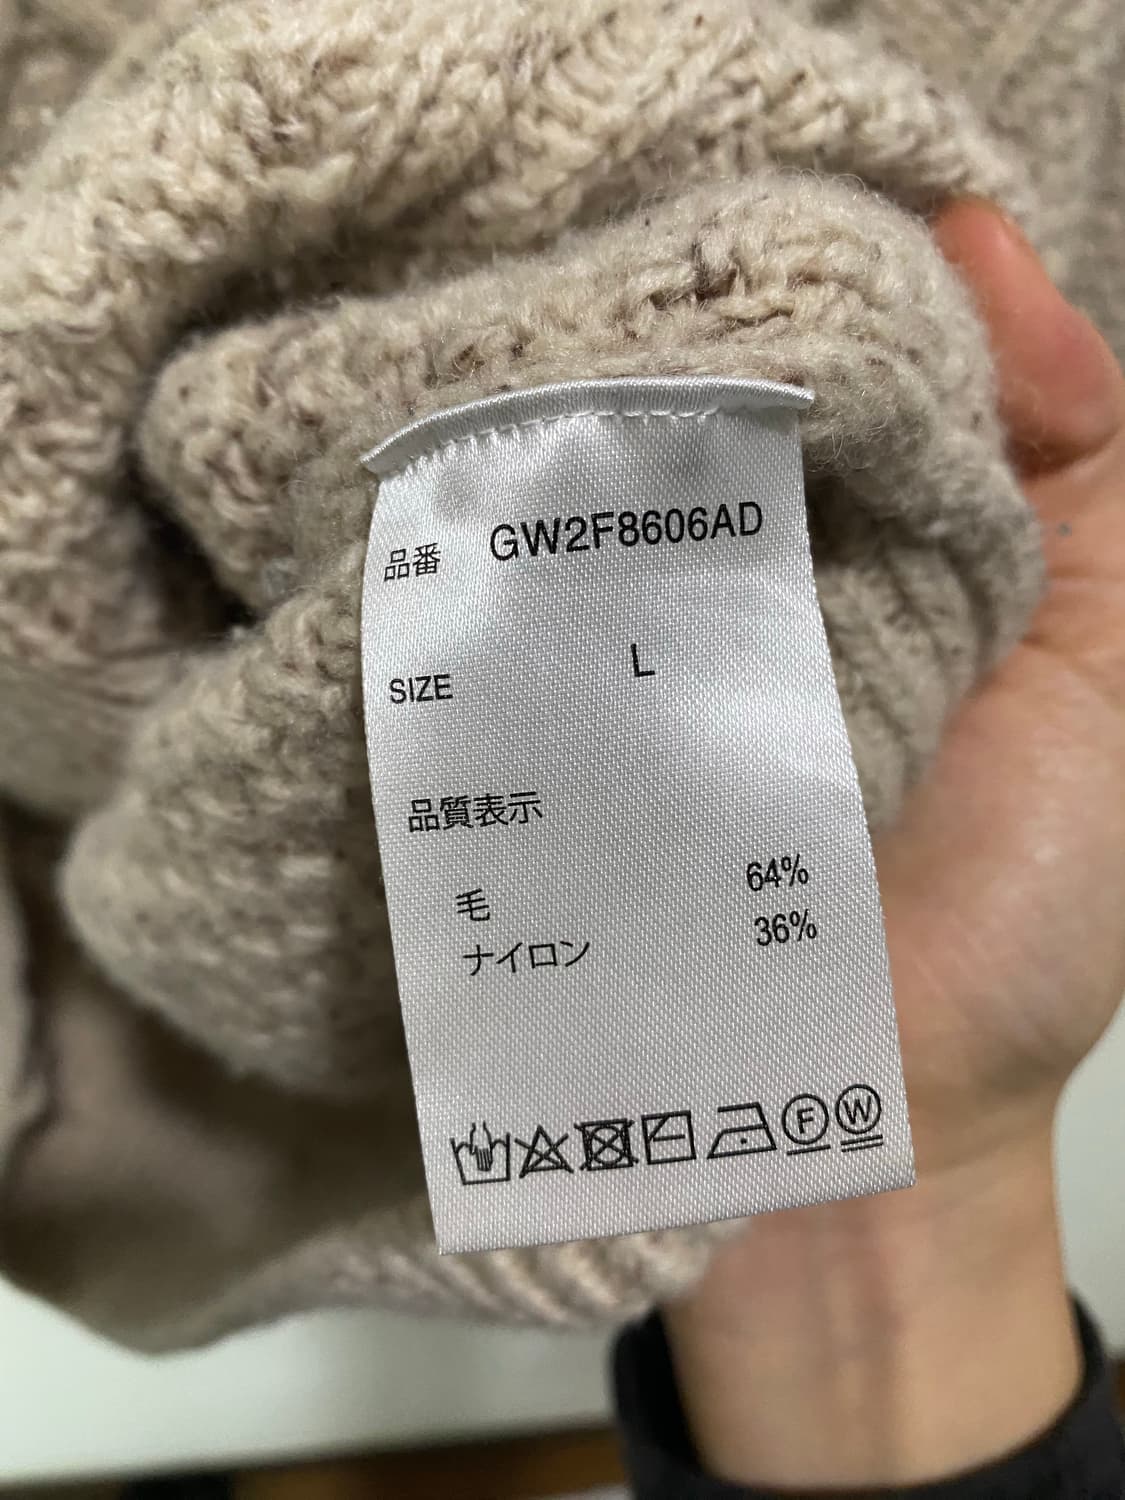 品番 GW2F8606AD
SIZE L
品質表示
毛 64%
ナイロン 36%
F W